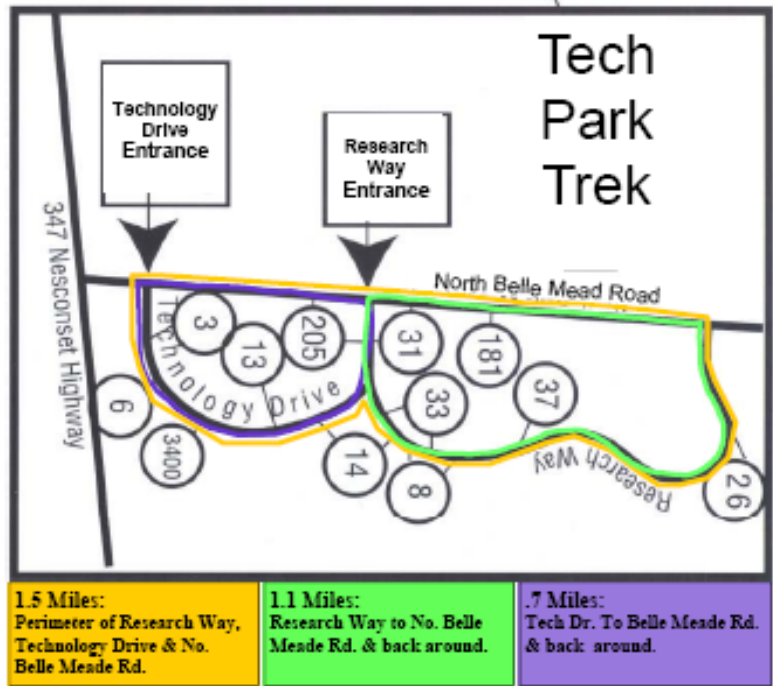 Tech
Park
Trek
Technology
Drive
Entrance
Research
Way
Entrance
347 Nesconset Highway
North Belle Mead Road
Technology Drive
3
13
205
31
181
33
37
6
3400
14
8
26
Research Way
1.5 Miles:
Perimeter of Research Way,
Technology Drive & No.
Belle Meade Rd.
1.1 Miles:
Research Way to No. Belle
Meade Rd. & back around.
.7 Miles:
Tech Dr. To Belle Meade Rd.
& back around.